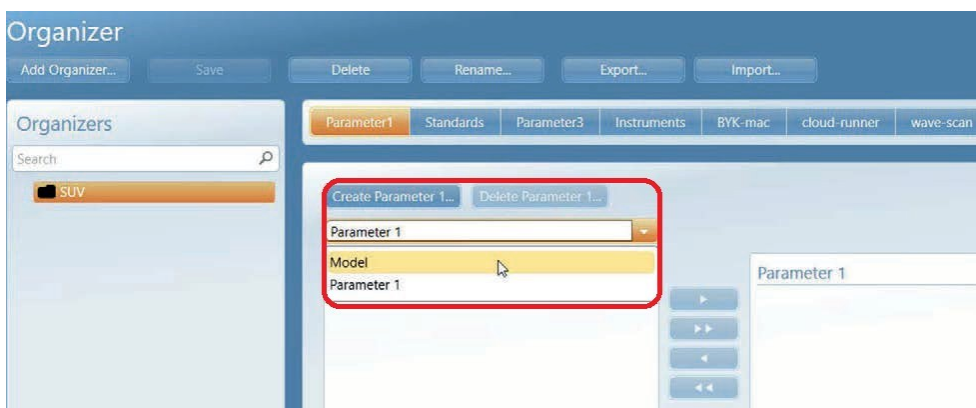 Organizer
Add Organizer... Save Delete Rename... Export... Import...
Organizers
Search
SUV
Parameter1 Standards Parameter3 Instruments BYK-mac cloud-runner wave-scan
Create Parameter 1... Delete Parameter 1...
Parameter 1
Model
Parameter 1
Parameter 1